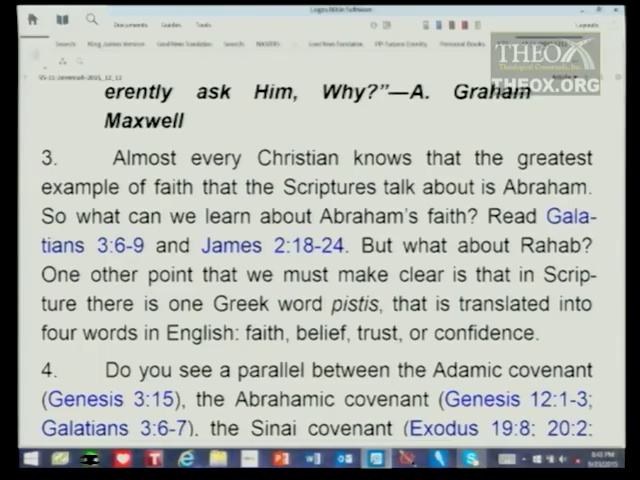 Logos Bible Software
Documents Guides Tools
Layouts
Search King James Version Search Personal Books
THEOX
THEOX.ORG
erently ask Him, Why?”—A. Graham
Maxwell
3. Almost every Christian knows that the greatest
example of faith that the Scriptures talk about is Abraham.
So what can we learn about Abraham’s faith? Read Gala-
tians 3:6-9 and James 2:18-24. But what about Rahab?
One other point that we must make clear is that in Scrip-
ture there is one Greek word pistis, that is translated into
four words in English: faith, belief, trust, or confidence.
4. Do you see a parallel between the Adamic covenant
(Genesis 3:15), the Abrahamic covenant (Genesis 12:1-3;
Galatians 3:6-7), the Sinai covenant (Exodus 19:8; 20:2;